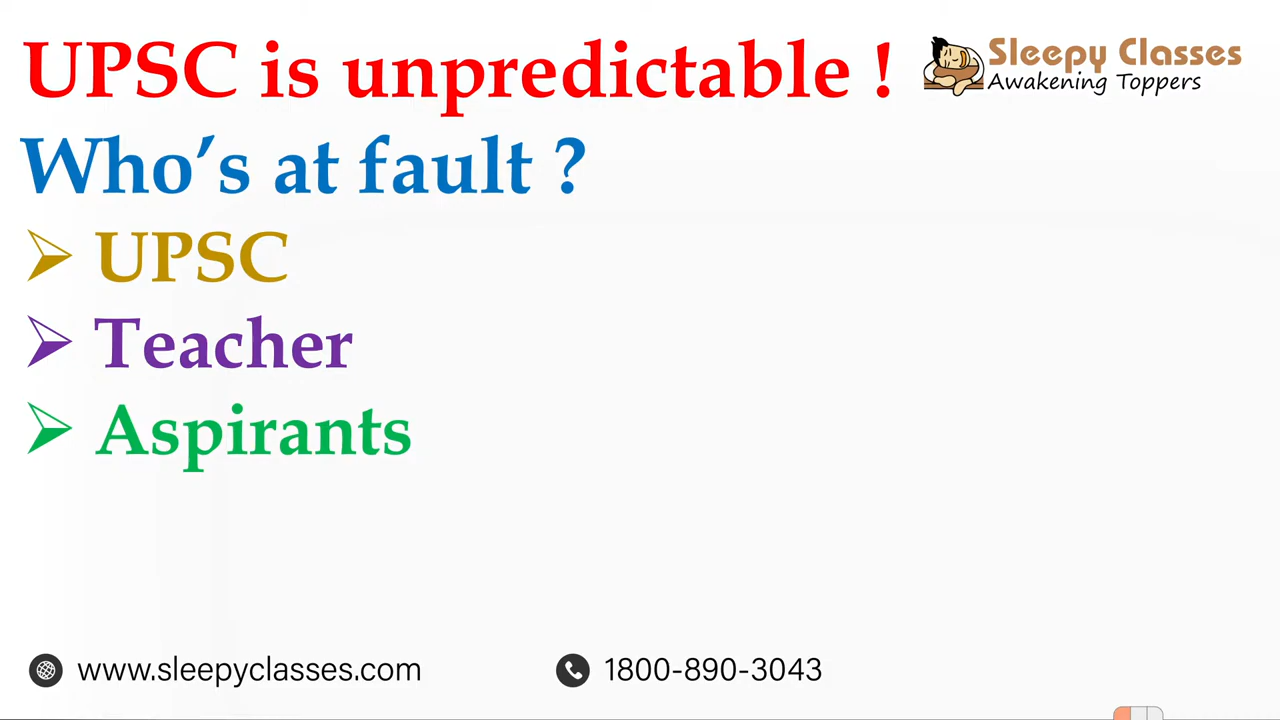 UPSC is unpredictable !
Sleepy Classes
Awakening Toppers
Who’s at fault ?
➢ UPSC
➢ Teacher
➢ Aspirants
www.sleepyclasses.com
1800-890-3043